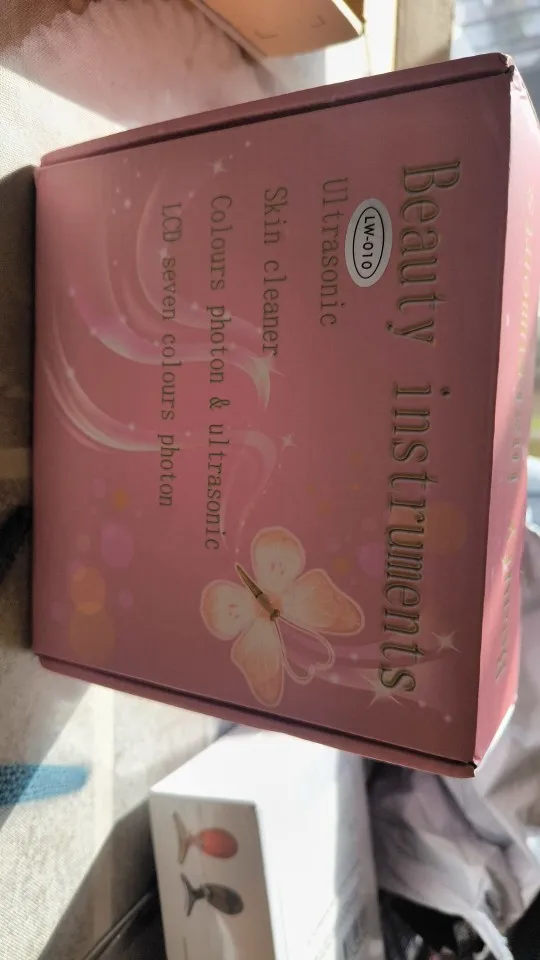 Beauty instruments
LW-010
Ultrasonic
Skin cleaner
Colours photon & ultrasonic
LCD seven colours photon